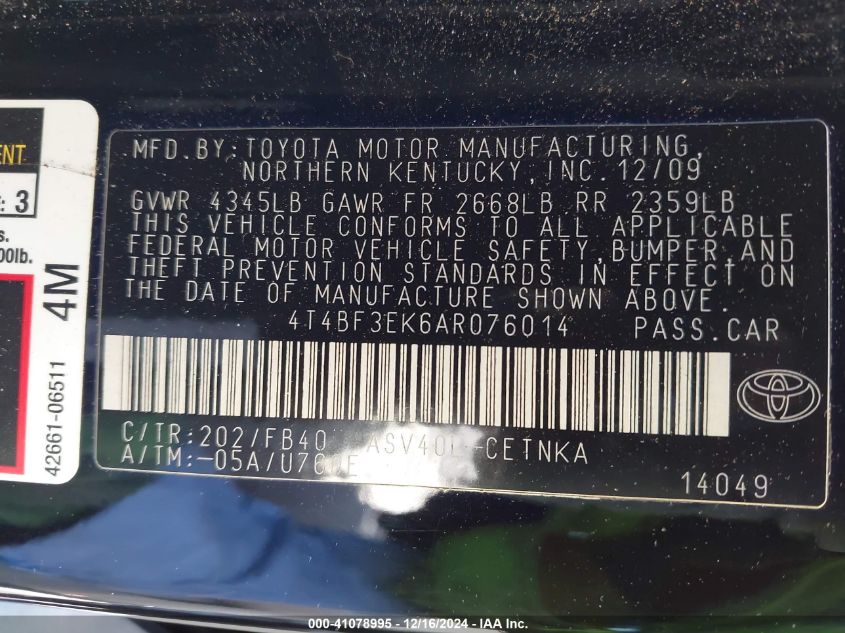 ENT
: 3
s.
00lb.
4M
42661-06511
MFD.BY: TOYOTA MOTOR MANUFACTURING,
NORTHERN KENTUCKY, INC. 12/09
GVWR 4345LB GAWR FR 2668LB RR 2359LB
THIS VEHICLE CONFORMS TO ALL APPLICABLE
FEDERAL MOTOR VEHICLE SAFETY, BUMPER, AND
THEFT PREVENTION STANDARDS IN EFFECT ON
THE DATE OF MANUFACTURE SHOWN ABOVE.
4T4BF3EK6AR076014 PASS.CAR
C/TR:202/FB40 -CETNKA
A/TM:-05A/
14049
000-41078995 - 12/16/2024 - IAA Inc.